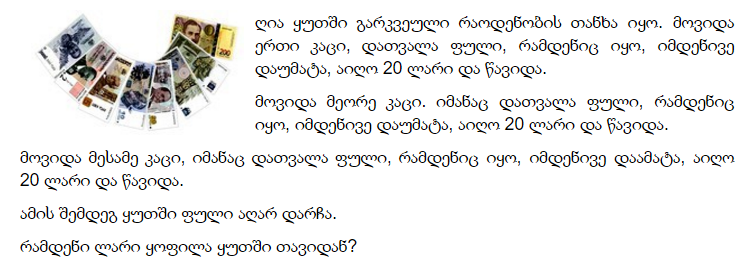 ღია ყუთში გარკვეული რაოდენობის თანხა იყო. მოვიდა
ერთი კაცი, დათვალა ფული, რამდენიც იყო, იმდენივე
დაუმატა, აიღო 20 ლარი და წავიდა.
მოვიდა მეორე კაცი. იმანაც დათვალა ფული, რამდენიც
იყო, იმდენივე დაუმატა, აიღო 20 ლარი და წავიდა.
მოვიდა მესამე კაცი, იმანაც დათვალა ფული, რამდენიც იყო, იმდენივე დაამატა, აიღო
20 ლარი და წავიდა.
ამის შემდეგ ყუთში ფული აღარ დარჩა.
რამდენი ლარი ყოფილა ყუთში თავიდან?